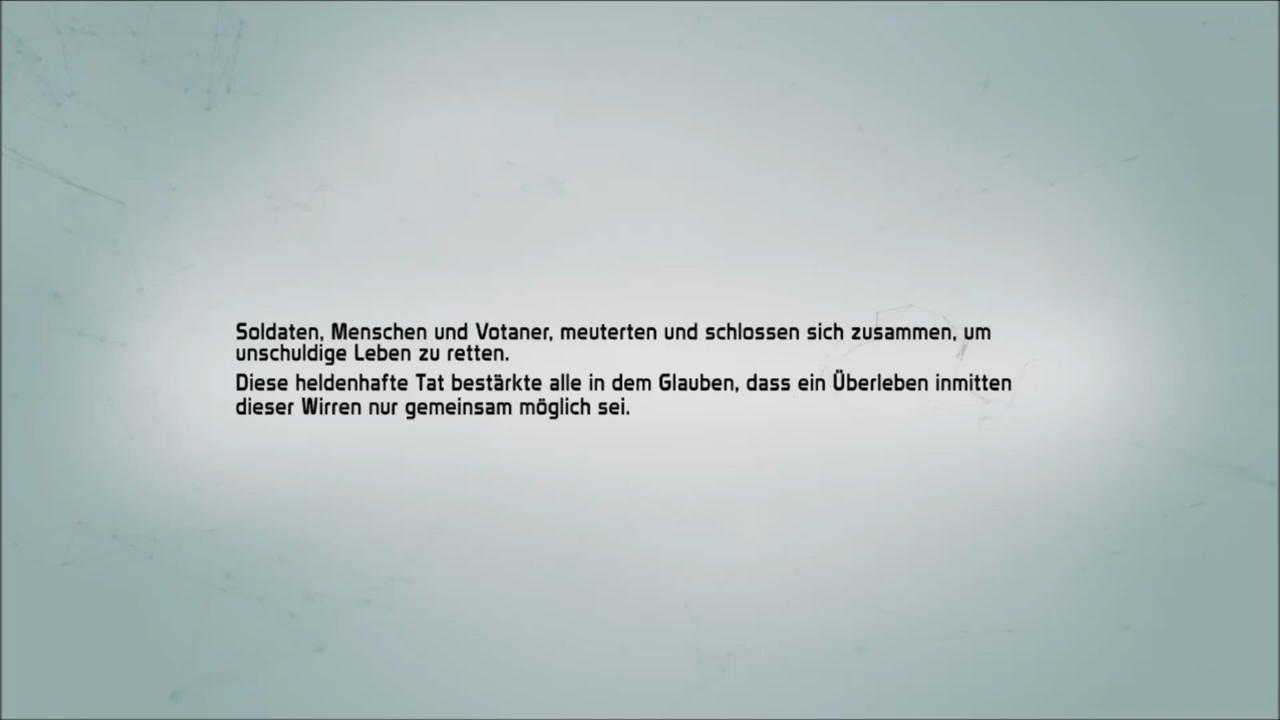 Soldaten, Menschen und Votaner, meuterten und schlossen sich zusammen, um
unschuldige Leben zu retten.
Diese heldenhafte Tat bestärkte alle in dem Glauben, dass ein Überleben inmitten
dieser Wirren nur gemeinsam möglich sei.